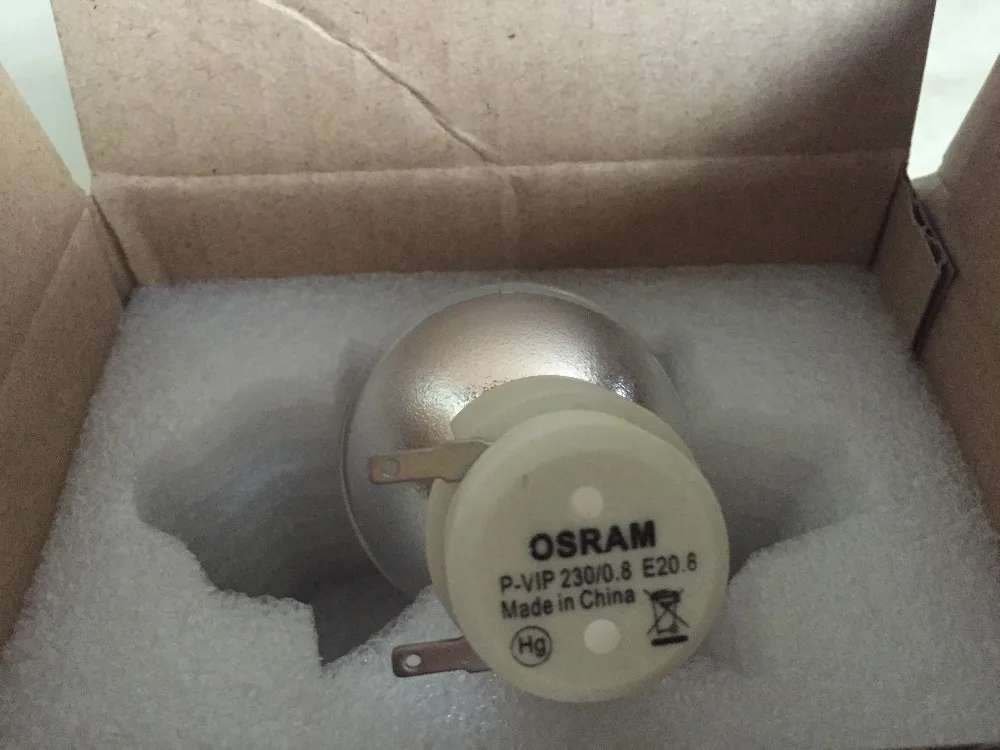 OSRAM
P-VIP 230/0.8 E20.8
Made in China
Hg